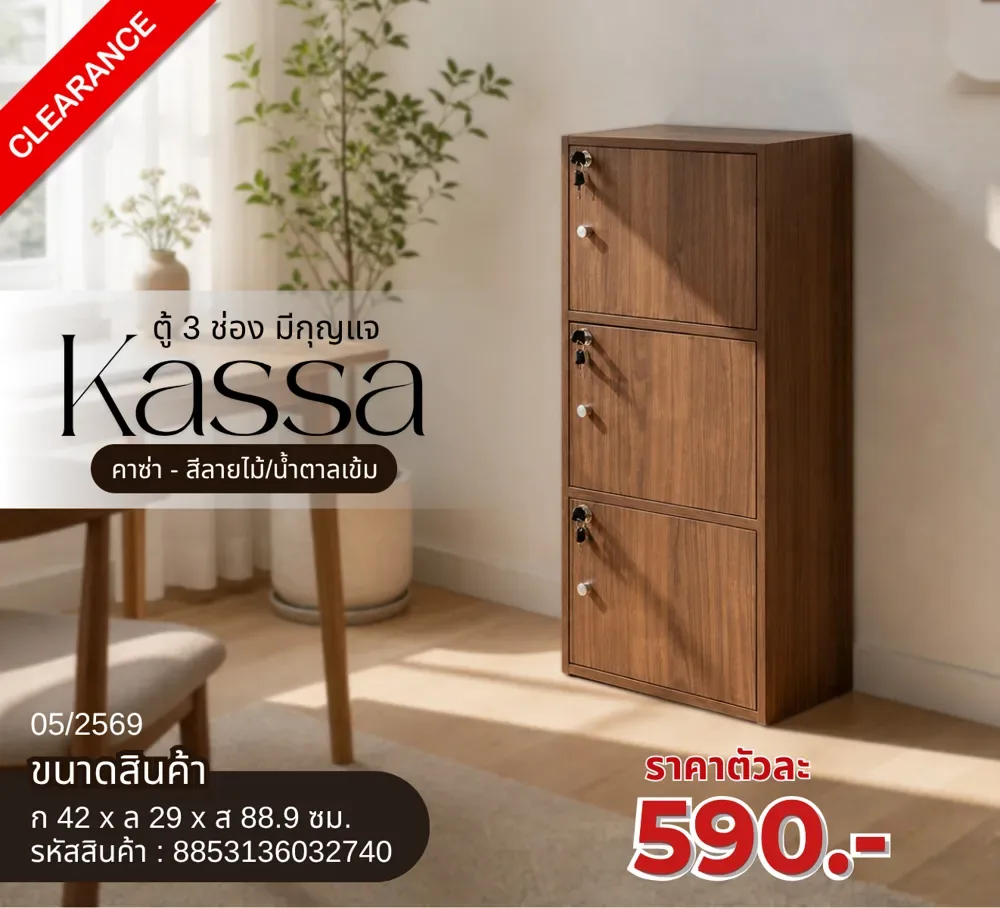 CLEARANCE
ตู้ 3 ช่อง มีกุญแจ
Kassa
คาซ่า - สีลายไม้/น้ำตาลเข้ม
05/2569
ขนาดสินค้า
ก 42 x ล 29 x ส 88.9 ซม.
รหัสสินค้า : 8853136032740
ราคาตัวละ
590.-